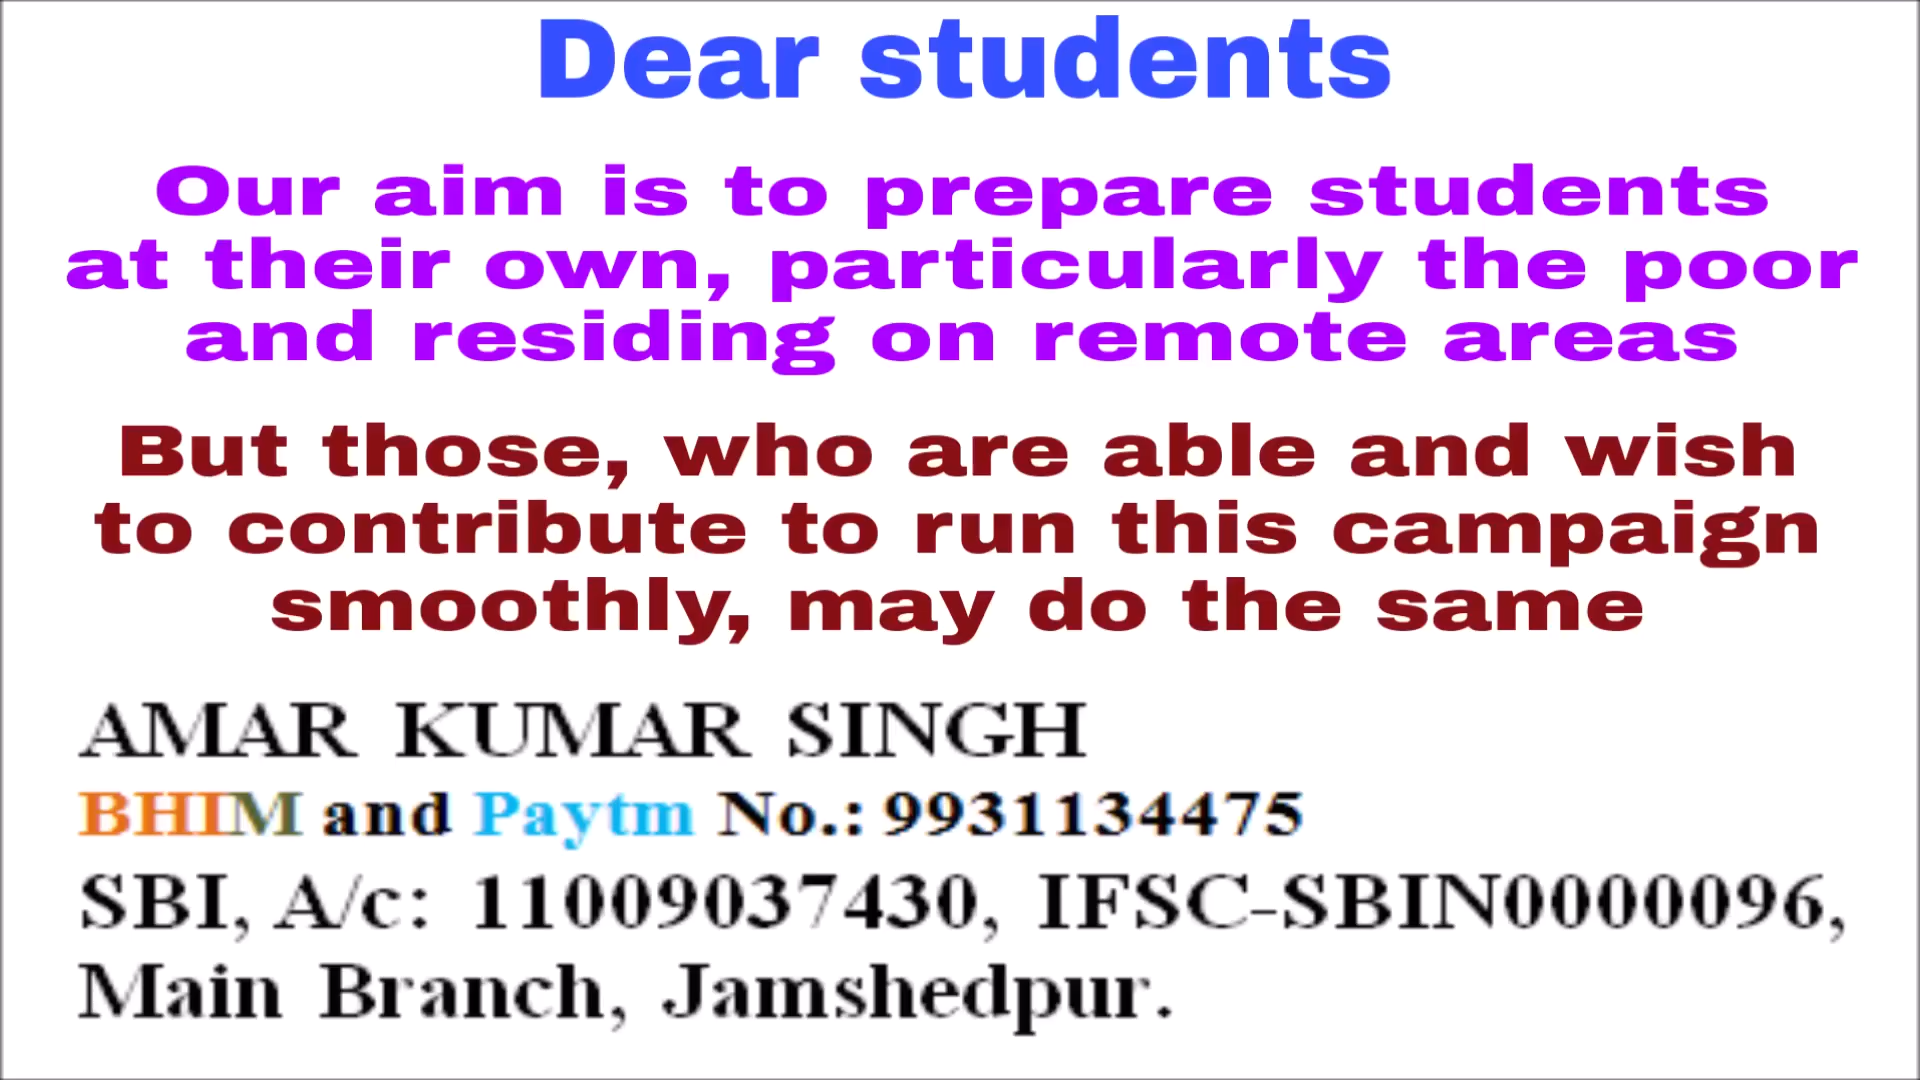 Dear students
Our aim is to prepare students
at their own, particularly the poor
and residing on remote areas
But those, who are able and wish
to contribute to run this campaign
smoothly, may do the same
AMAR KUMAR SINGH
BHIM and Paytm No.: 9931134475
SBI, A/c: 11009037430, IFSC-SBIN0000096,
Main Branch, Jamshedpur.